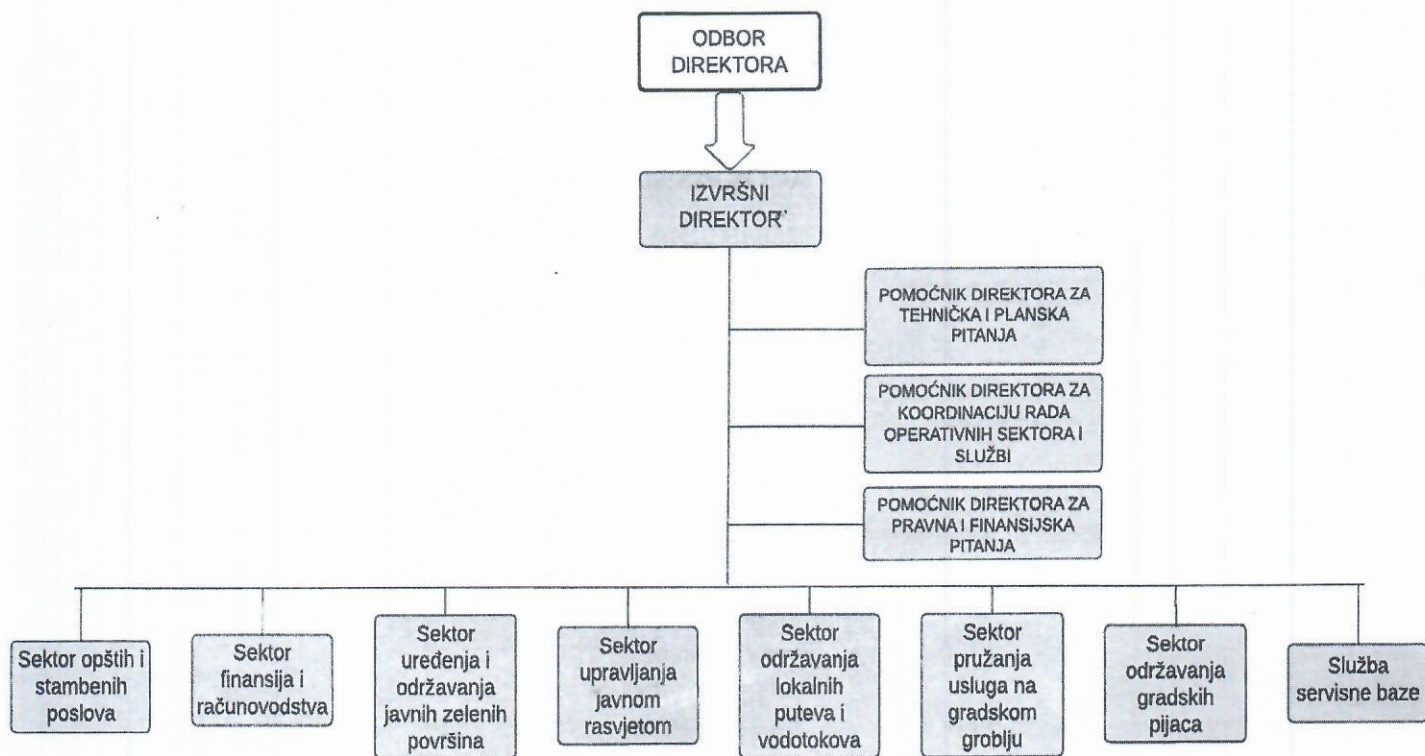 ODBOR
DIREKTORA
IZVRŠNI
DIREKTOR
POMOĆNIK DIREKTORA ZA
TEHNIČKA I PLANSKA
PITANJA
POMOĆNIK DIREKTORA ZA
KOORDINACIJU RADA
OPERATIVNIH SEKTORA I
SLUŽBI
POMOĆNIK DIREKTORA ZA
PRAVNA I FINANSIJSKA
PITANJA
Sektor opštih i
stambenih
poslova
Sektor
finansija i
računovodstva
Sektor
uređenja i
održavanja
javnih zelenih
površina
Sektor
upravljanja
javnom
rasvjetom
Sektor
održavanja
lokalnih
puteva i
vodotokova
Sektor
pružanja
usluga na
gradskom
groblju
Sektor
održavanja
gradskih
pijaca
Služba
servisne baze